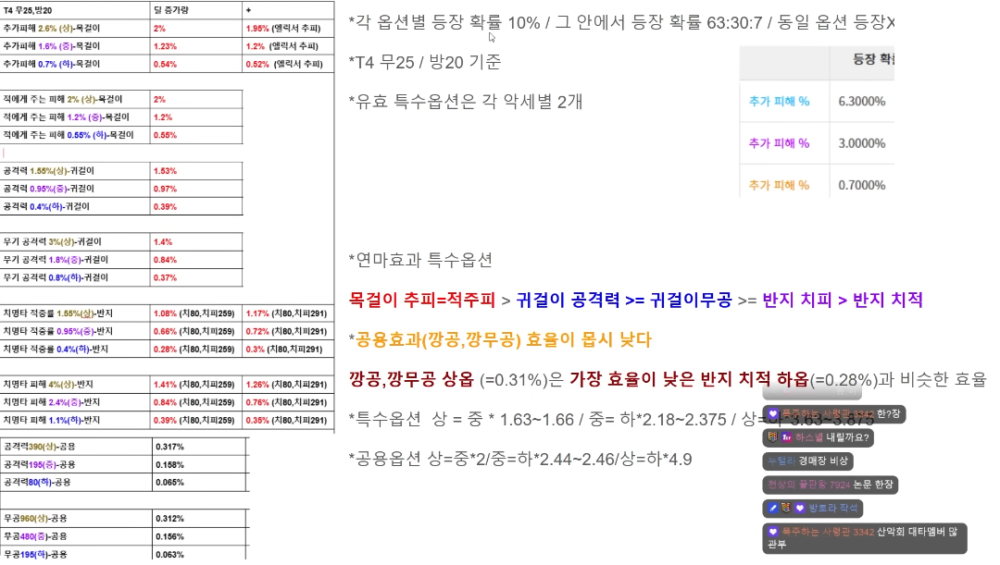 T4 무25,방20 딜 증가량 +
추가피해 2.6% (상)-목걸이 2% 1.95% (엘릭서 추피)
추가피해 1.6% (중)-목걸이 1.23% 1.2% (엘릭서 추피)
추가피해 0.7% (하)-목걸이 0.54% 0.52% (엘릭서 추피)
적에게 주는 피해 2% (상)-목걸이 2%
적에게 주는 피해 1.2% (중)-목걸이 1.2%
적에게 주는 피해 0.55% (하)-목걸이 0.55%
공격력 1.55%(상)-귀걸이 1.53%
공격력 0.95%(중)-귀걸이 0.97%
공격력 0.4%(하)-귀걸이 0.39%
무기 공격력 3%(상)-귀걸이 1.4%
무기 공격력 1.8%(중)-귀걸이 0.84%
무기 공격력 0.8%(하)-귀걸이 0.37%
치명타 적중률 1.55%(상)-반지 1.08% (치80,치피259) 1.17% (치80,치피291)
치명타 적중률 0.95%(중)-반지 0.66% (치80,치피259) 0.72% (치80,치피291)
치명타 적중률 0.4%(하)-반지 0.28% (치80,치피259) 0.3% (치80,치피291)
치명타 피해 4%(상)-반지 1.41% (치80,치피259) 1.26% (치80,치피291)
치명타 피해 2.4%(중)-반지 0.84% (치80,치피259) 0.76% (치80,치피291)
치명타 피해 1.1%(하)-반지 0.39% (치80,치피259) 0.35% (치80,치피291)
공격력390(상)-공용 0.317%
공격력195(중)-공용 0.158%
공격력80(하)-공용 0.065%
무공960(상)-공용 0.312%
무공480(중)-공용 0.156%
무공195(하)-공용 0.063%
*각 옵션별 등장 확률 10% / 그 안에서 등장 확률 63:30:7 / 동일 옵션 등장X
*T4 무25 / 방20 기준
*유효 특수옵션은 각 악세별 2개
등장 확
추가 피해 % 6.3000%
추가 피해 % 3.0000%
추가 피해 % 0.7000%
*연마효과 특수옵션
목걸이 추피=적주피 > 귀걸이 공격력 >= 귀걸이무공 >= 반지 치피 > 반지 치적
*공용효과(깡공,깡무공) 효율이 몹시 낮다
깡공,깡무공 상옵 (=0.31%)은 가장 효율이 낮은 반지 치적 하옵(=0.28%)과 비슷한 효율
*특수옵션 상 = 중 * 1.63~1.66 / 중= 하*2.18~2.375 / 상=하*3.63~3.875
*공용옵션 상=중*2/중=하*2.44~2.46/상=하*4.9
폭주하는 사령관 3342 한?장
하스넬 내릴까요?
누텔라 경매장 비상
천상의 끝판왕 7924 논문 한장
방토라 작석
폭주하는 사령관 3342 산악회 대타멤버 많
관부